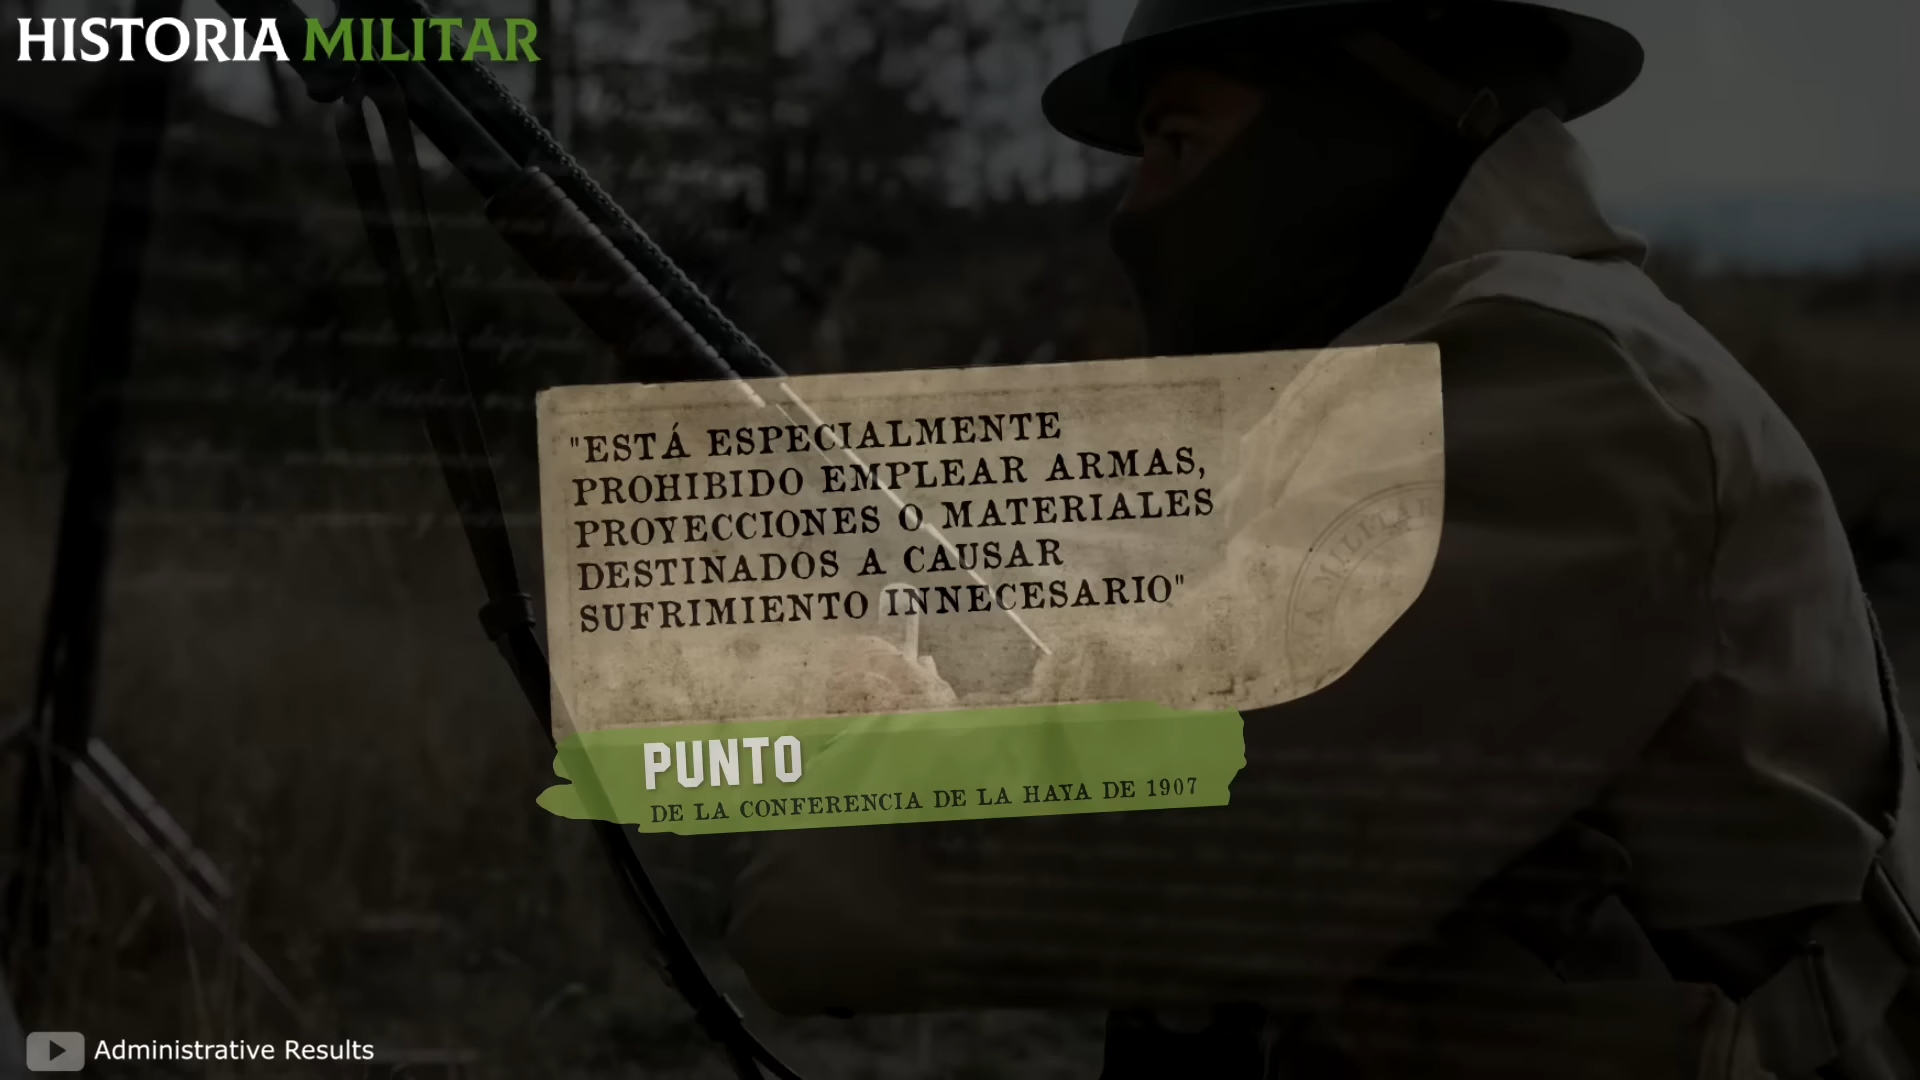 HISTORIA MILITAR
"ESTÁ ESPECIALMENTE
PROHIBIDO EMPLEAR ARMAS,
PROYECCIONES O MATERIALES
DESTINADOS A CAUSAR
SUFRIMIENTO INNECESARIO"
MILITAR
PUNTO
DE LA CONFERENCIA DE LA HAYA DE 1907
Administrative Results